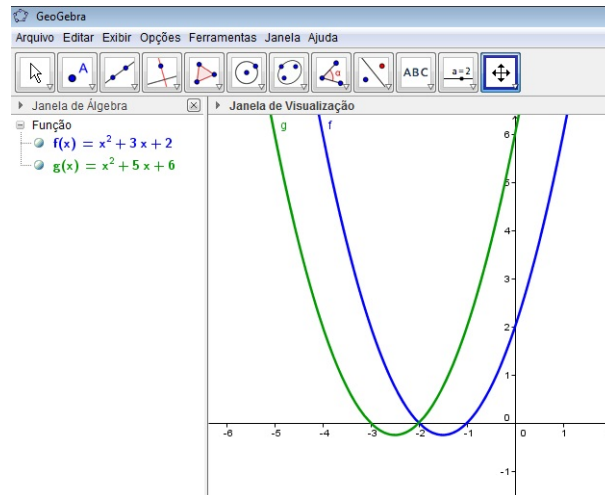 GeoGebra
Arquivo Editar Exibir Opções Ferramentas Janela Ajuda
A
α
ABC
a=2
Janela de Álgebra
Janela de Visualização
Função
f(x) = x² + 3 x + 2
g(x) = x² + 5 x + 6
g
f
6
5
4
3
2
1
0
-6 -5 -4 -3 -2 -1 0 1
-1